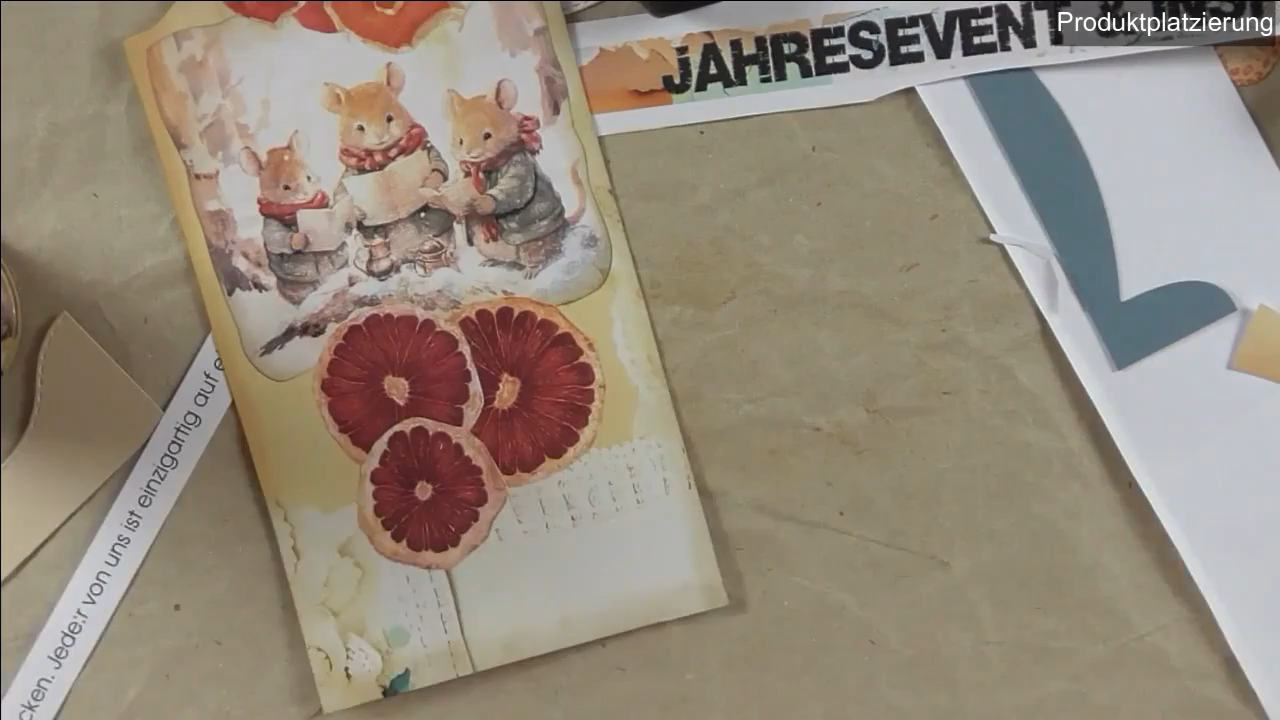 Produktplatzierung
JAHRESEVENT
cken. Jede:r von uns ist einzigartig auf